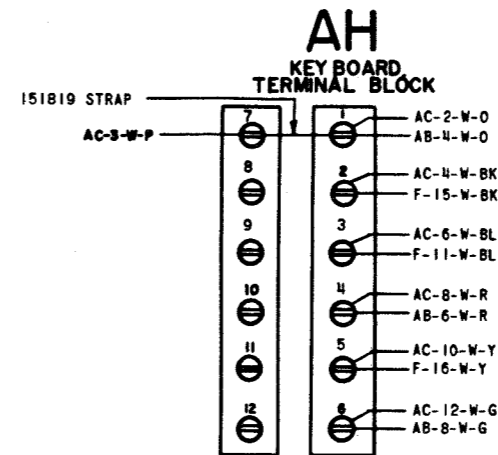 AH
KEY BOARD
TERMINAL BLOCK
151819 STRAP
7 1 AC-2-W-O
AC-3-W-P AB-4-W-O
8 2 AC-4-W-BK
F-15-W-BK
9 3 AC-6-W-BL
F-11-W-BL
10 4 AC-8-W-R
AB-6-W-R
11 5 AC-10-W-Y
F-16-W-Y
12 6 AC-12-W-G
AB-8-W-G